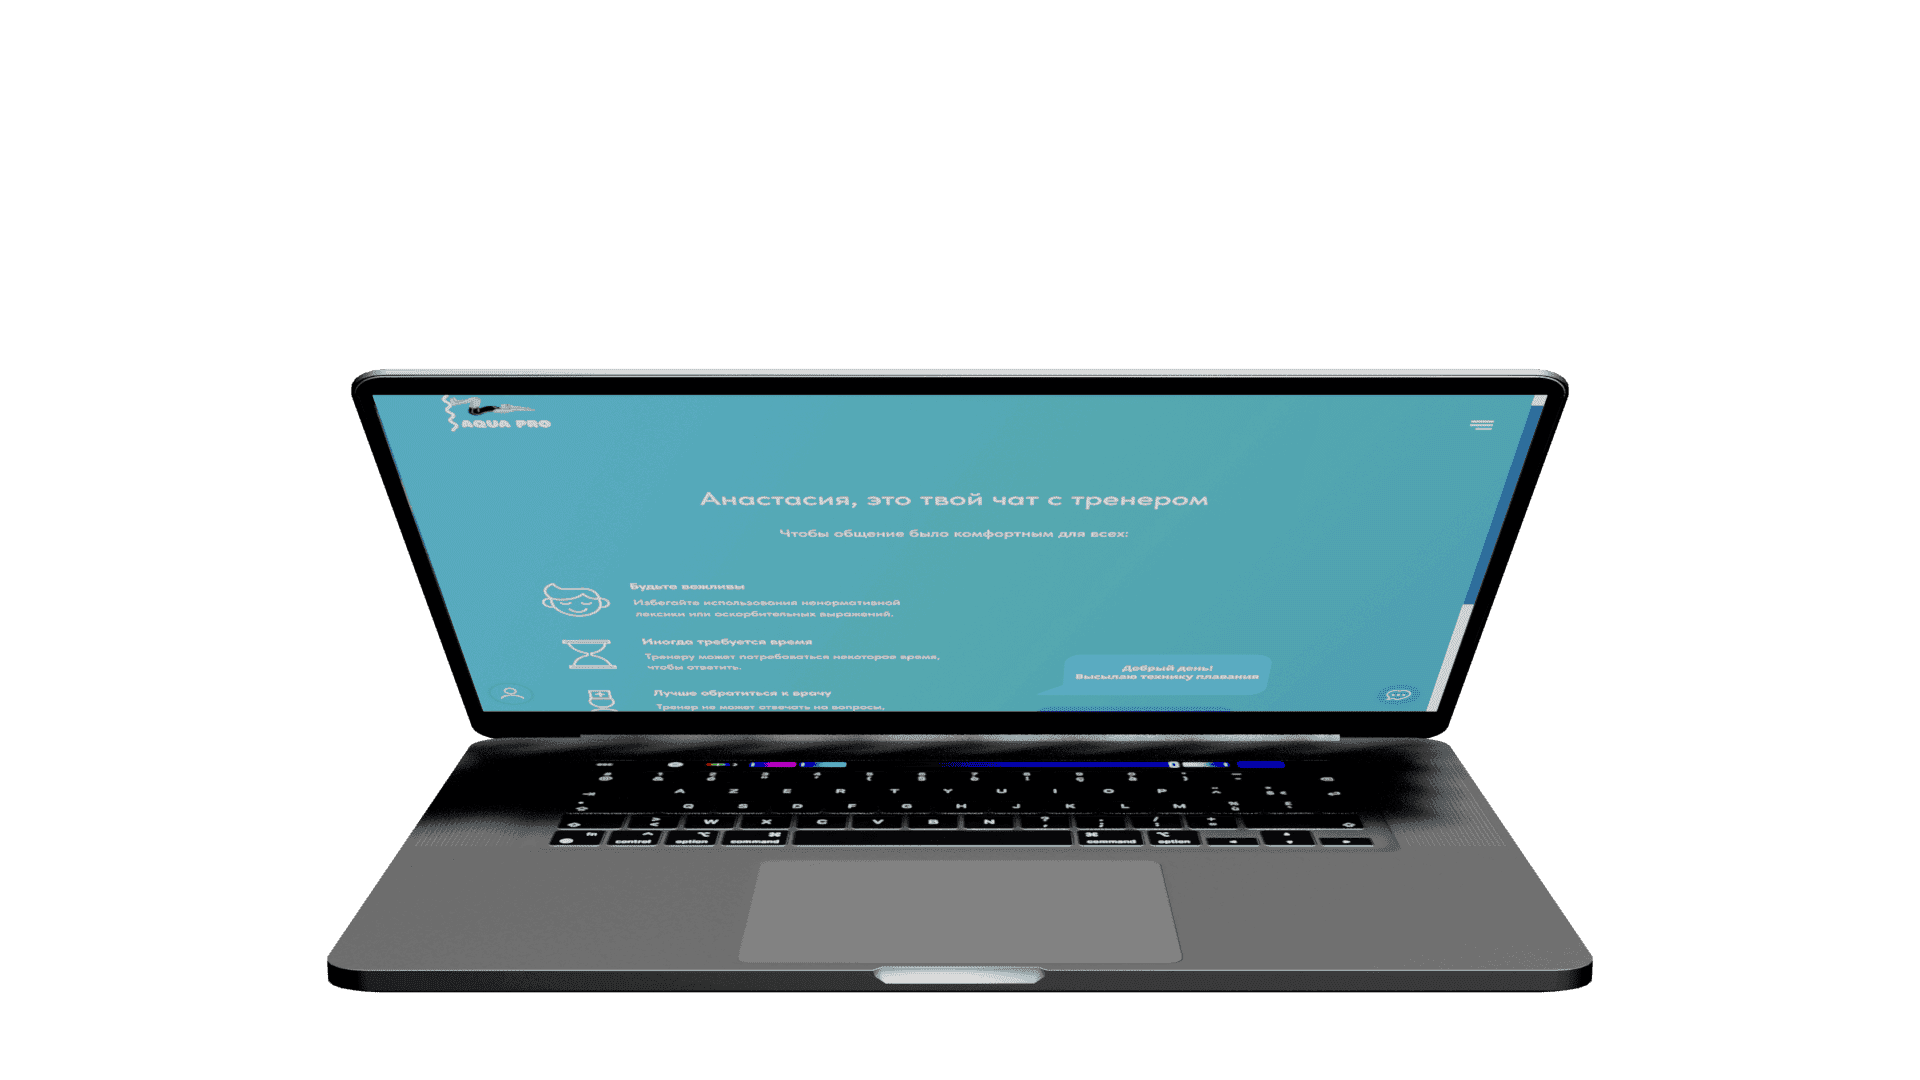 AQUA PRO
Анастасия, это твой чат с тренером
Чтобы общение было комфортным для всех:
Будьте вежливы
Избегайте использования ненормативной
лексики или оскорбительных выражений.
Иногда требуется время
Тренеру может потребоваться некоторое время,
чтобы ответить.
Лучше обратиться к врачу
Тренер не может отвечать на вопросы,
Добрый день!
Высылаю технику плавания
A Z E R T Y U I O P
Q S D F G H J K L M
W X C V B N
fn control option command command option